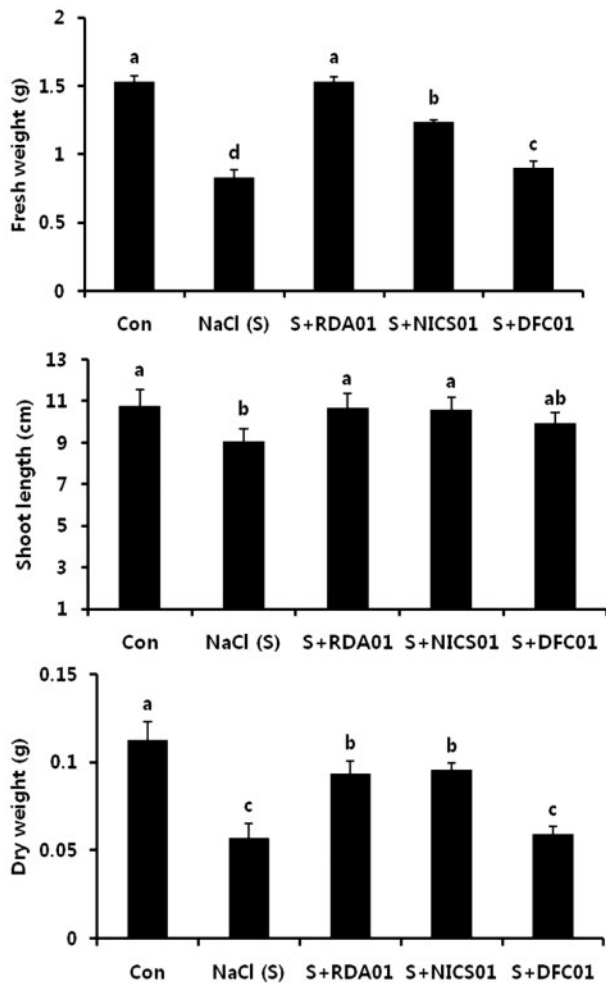 2
a
a
1.5
b
Fresh weight (g)
d
c
1
0.5
0
Con NaCl (S) S+RDA01 S+NICS01 S+DFC01
13
a
a
a
11
ab
b
Shoot length (cm)
9
7
5
3
1
Con NaCl (S) S+RDA01 S+NICS01 S+DFC01
0.15
a
b
b
Dry weight (g)
0.1
c
c
0.05
0
Con NaCl (S) S+RDA01 S+NICS01 S+DFC01